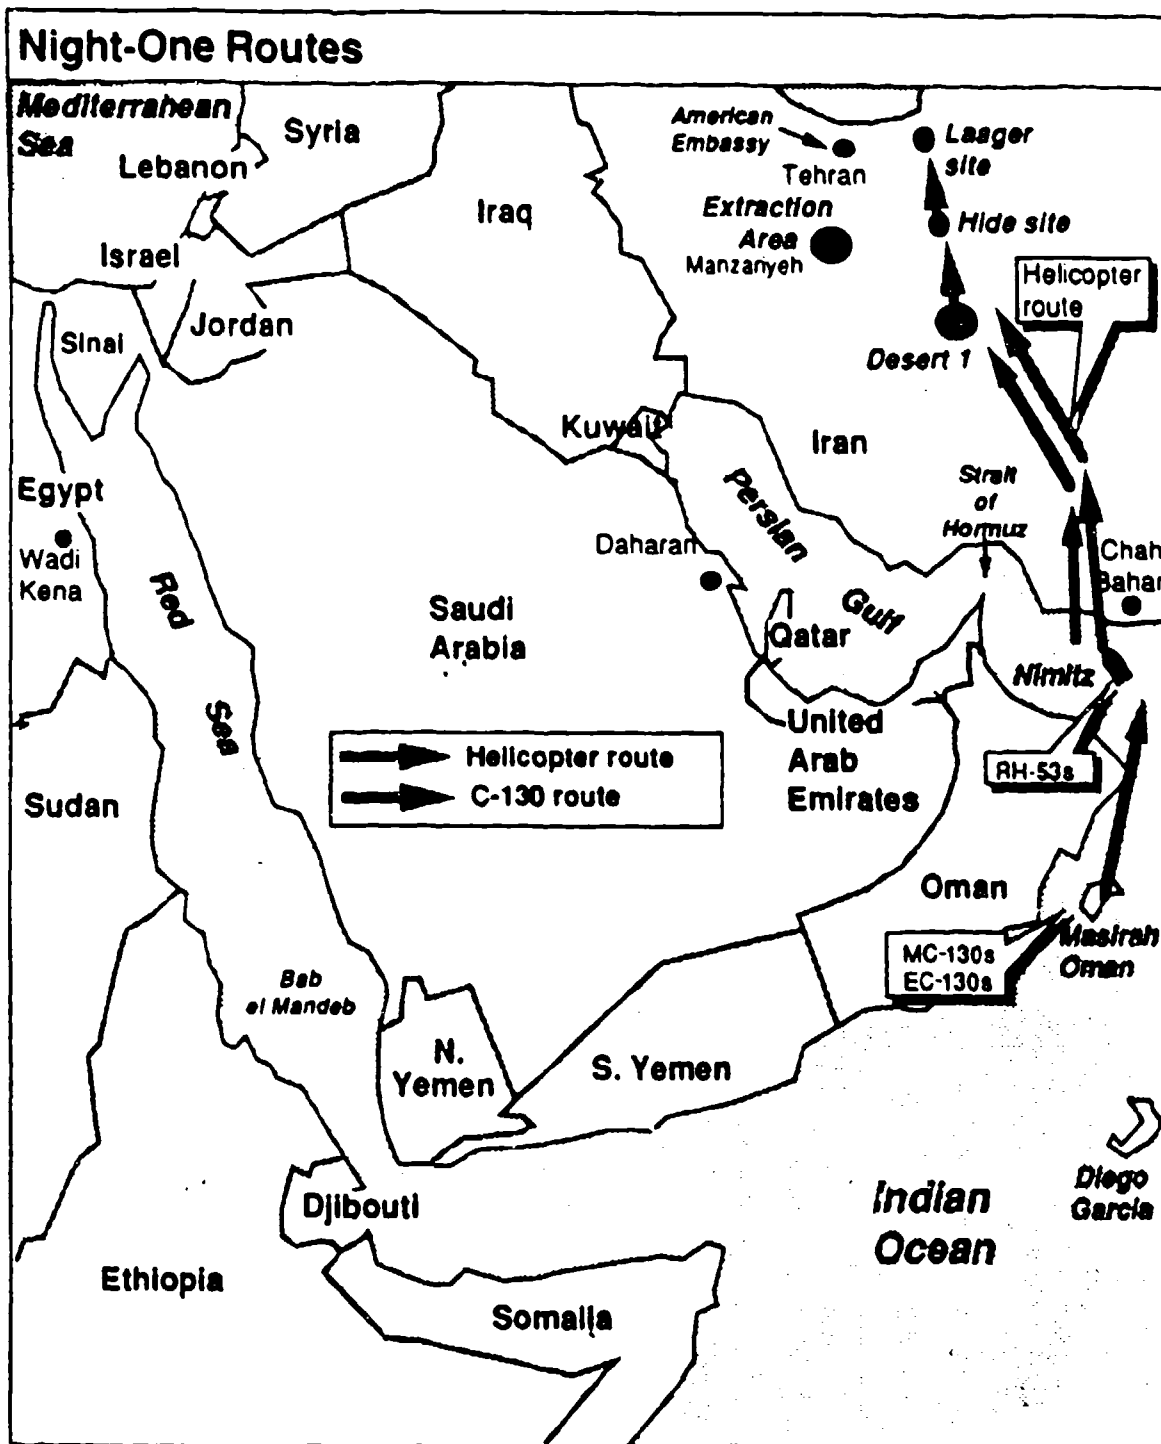 Night-One Routes
Mediterrahean
Sea
Syria
Lebanon
American
Embassy
Tehran
Laager
site
Iraq
Extraction
Area
Manzariyeh
Hide site
Israel
Helicopter
route
Jordan
Sinai
Desert 1
Kuwait
Iran
Persian
Gulf
Strait
of
Hormuz
Egypt
Wadi
Kena
Daharan
Chah
Bahar
Red
Sea
Saudi
Arabia
Qatar
Nimitz
United
Arab
Emirates
RH-53s
Helicopter route
C-130 route
Sudan
Oman
MC-130s
EC-130s
Masirah
Oman
Bab
el Mandeb
N.
Yemen
S. Yemen
Diego
Garcia
Djibouti
Indian
Ocean
Ethiopia
Somalia